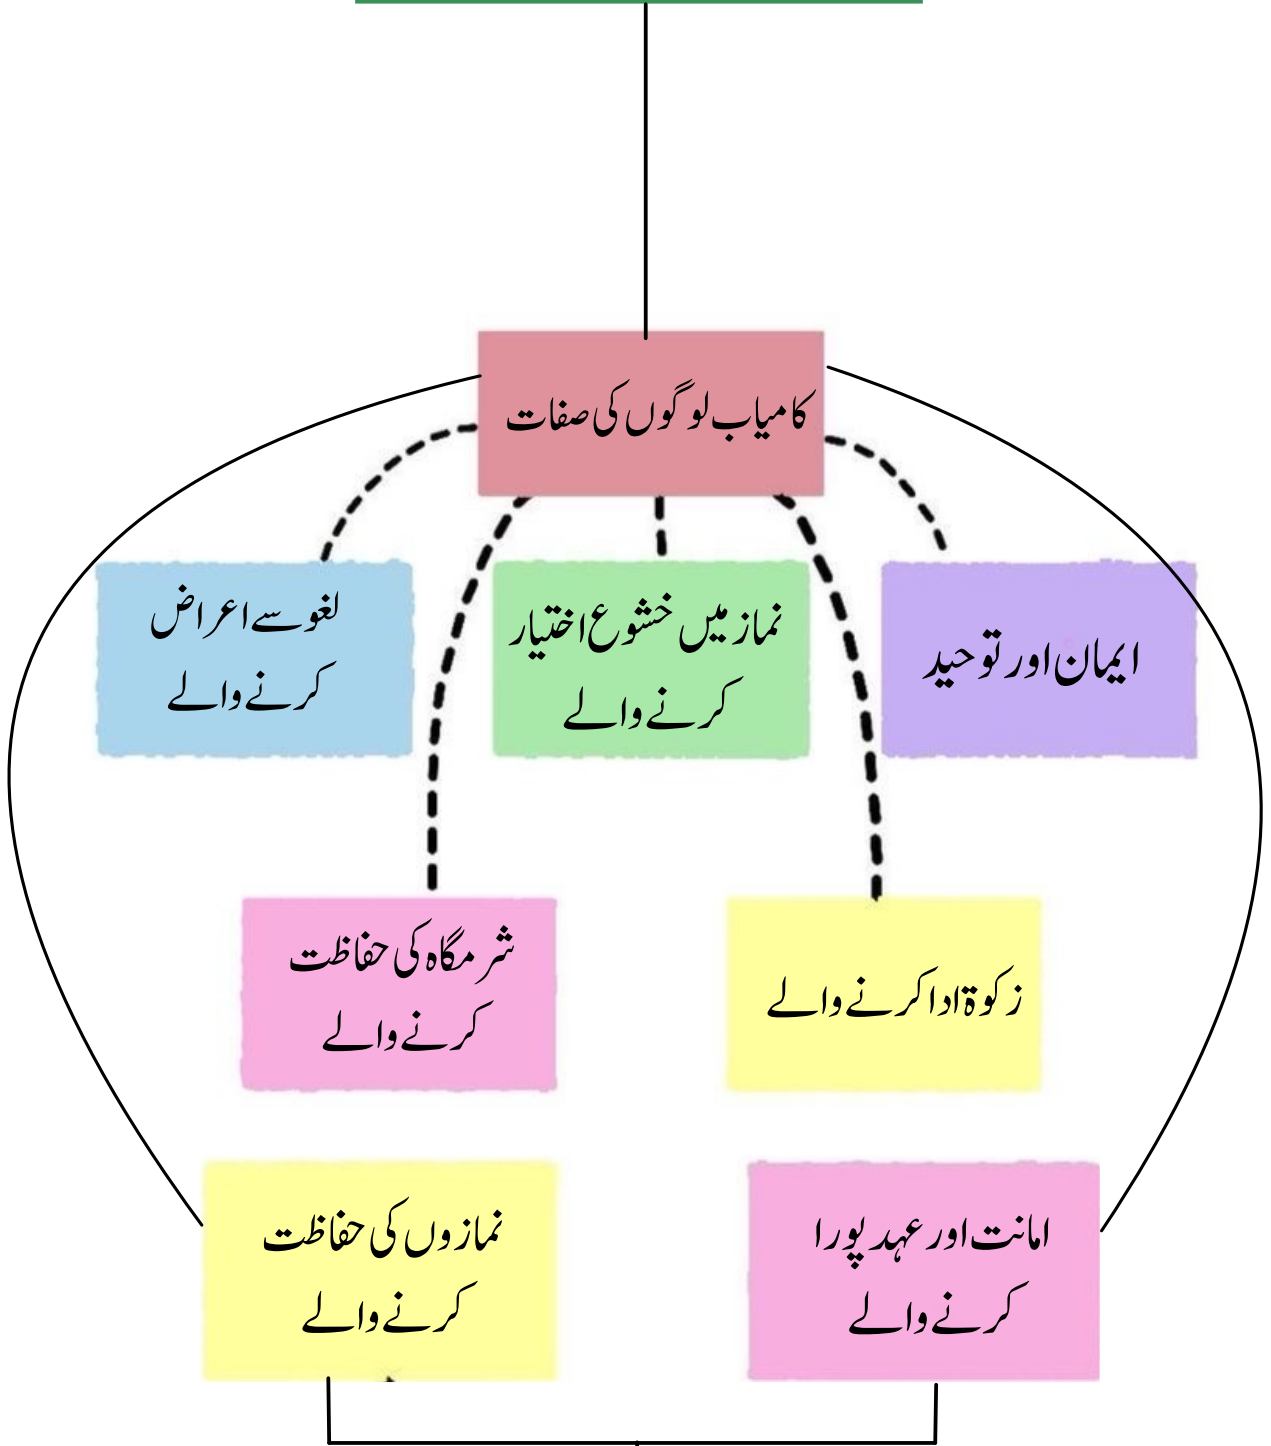 کامیاب لوگوں کی صفات
ایمان اور توحید
نماز میں خشوع اختیار
کرنے والے
لغو سے اعراض
کرنے والے
زکوۃ ادا کرنے والے
شرمگاہ کی حفاظت
کرنے والے
امانت اور عہد پورا
کرنے والے
نمازوں کی حفاظت
کرنے والے